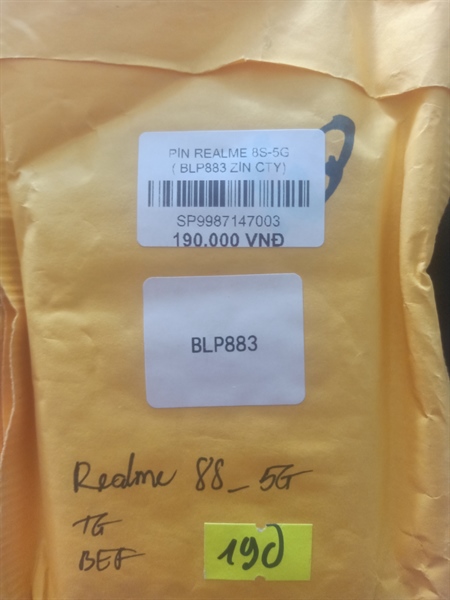 PIN REALME 8S-5G
( BLP883 ZIN CTY)
SP9987147003
190.000 VNĐ
BLP883
Realme 8S_5G
TG
BEF
190